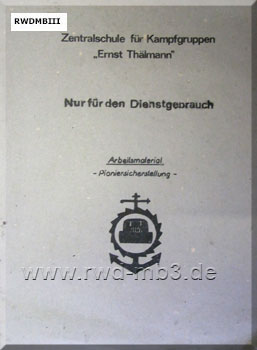 RWDMBIII
Zentralschule für Kampfgruppen
„Ernst Thälmann"
Nur für den Dienstgebrauch
Arbeitsmaterial
- Pioniersicherstellung -
www.rwd-mb3.de